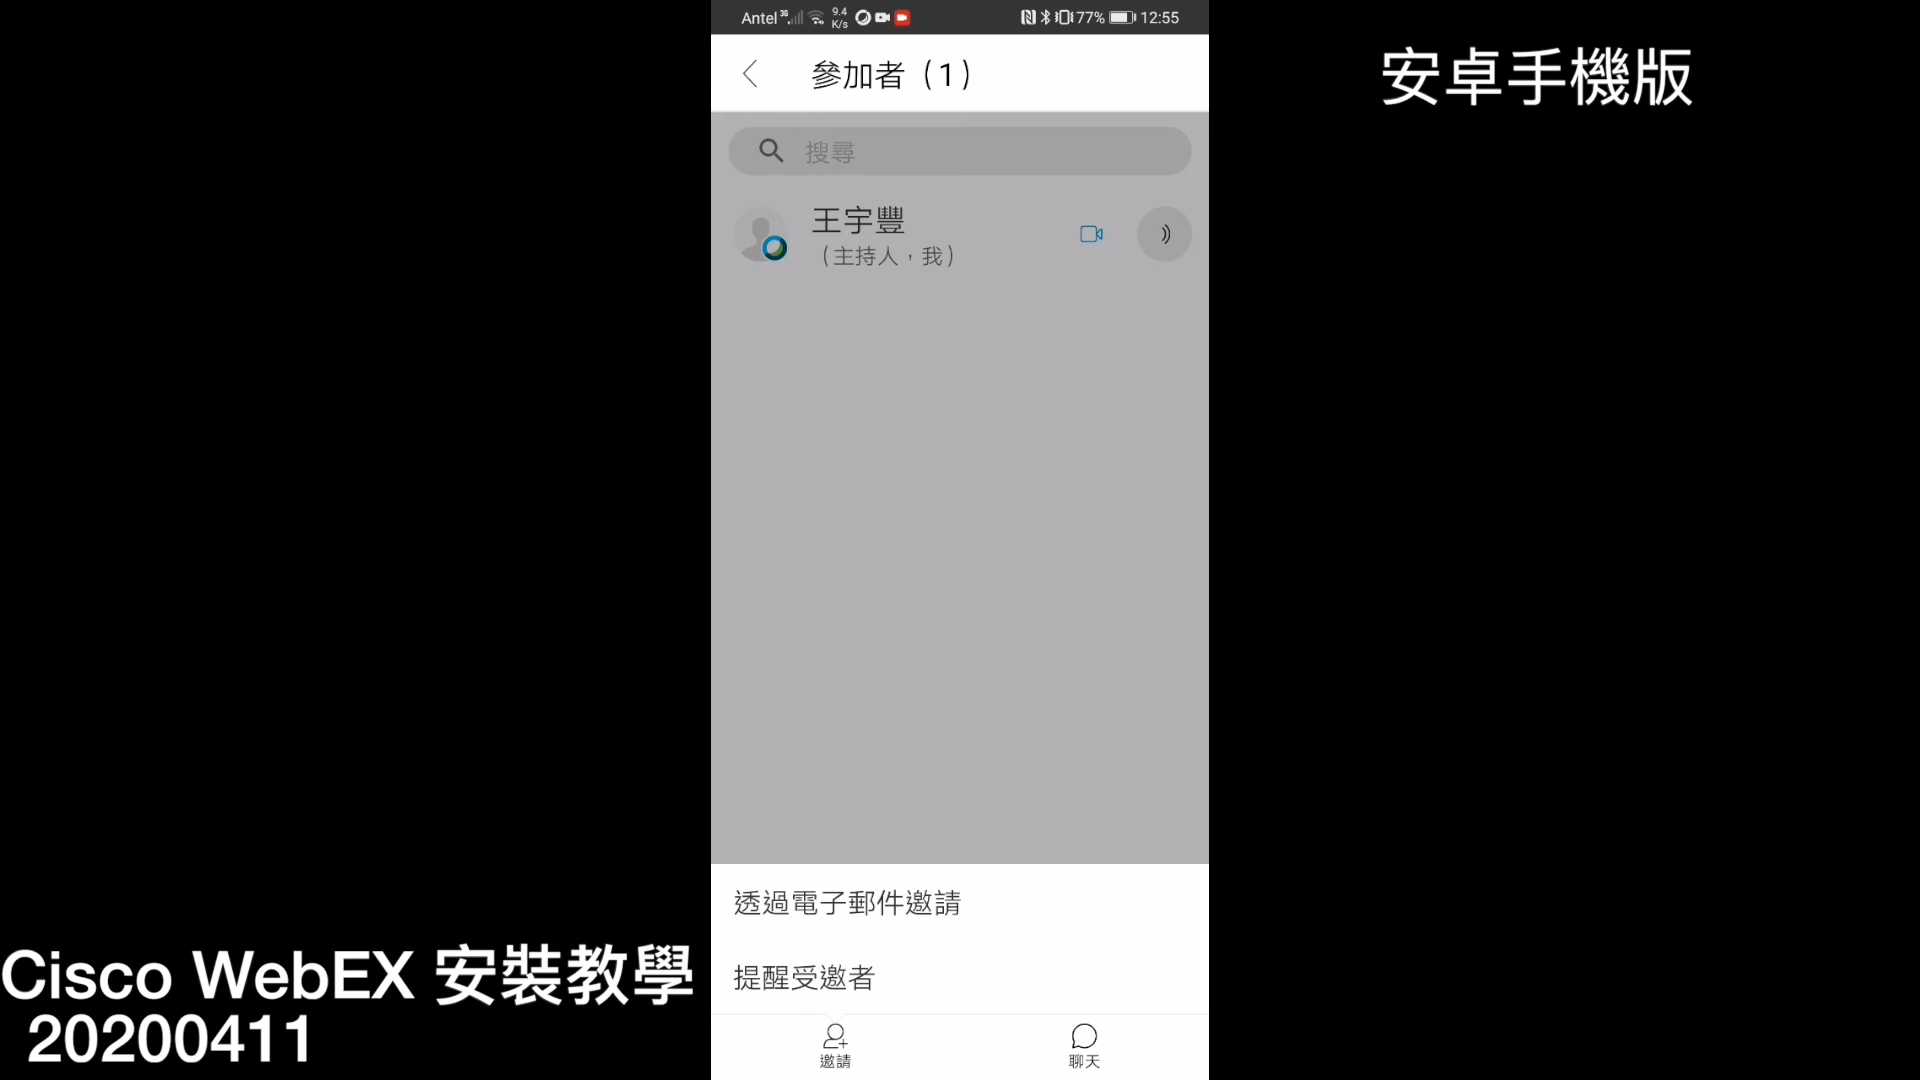 Antel 3G 9.4 K/s 77% 12:55
參加者（1）
安卓手機版
搜尋
王宇豐
（主持人，我）
透過電子郵件邀請
提醒受邀者
邀請 聊天
Cisco WebEX 安裝教學
20200411